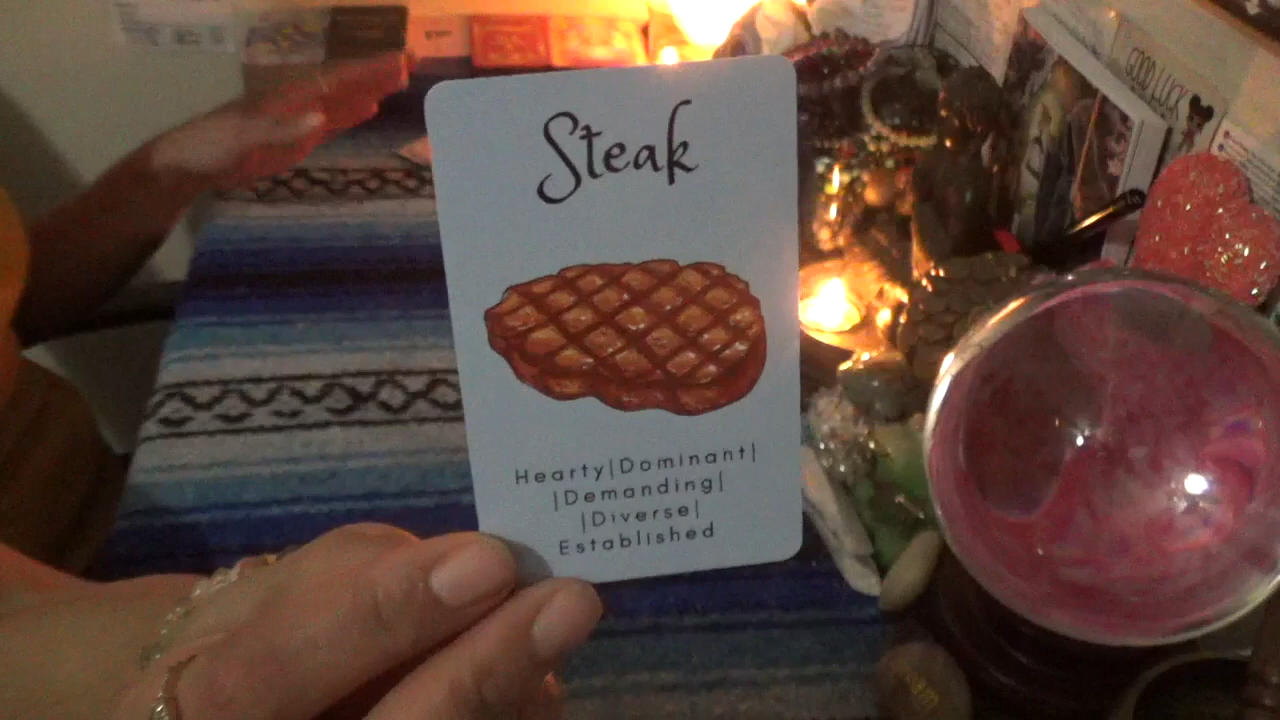 GOOD LUCK
Steak
Hearty|Dominant|
|Demanding|
|Diverse|
Established